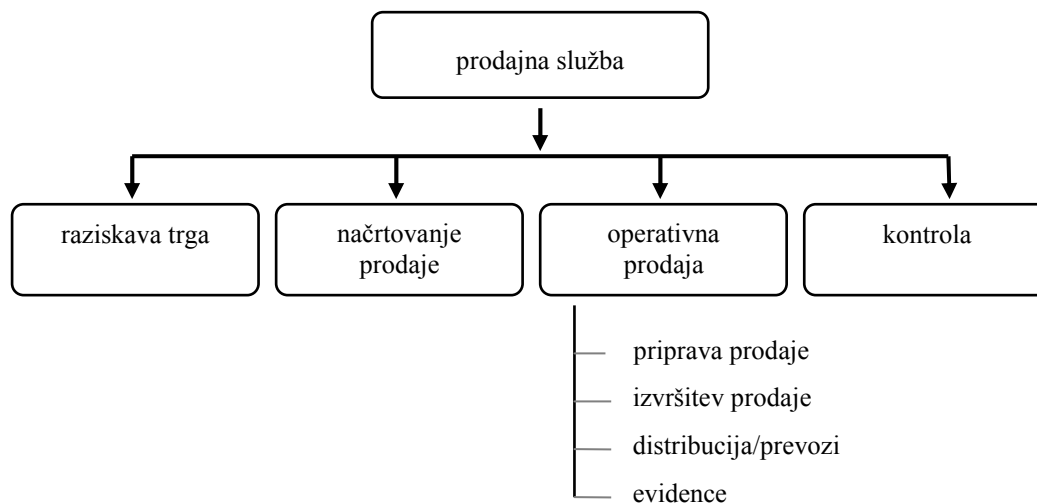 prodajna služba
raziskava trga
načrtovanje
prodaje
operativna
prodaja
kontrola
priprava prodaje
izvršitev prodaje
distribucija/prevozi
evidence